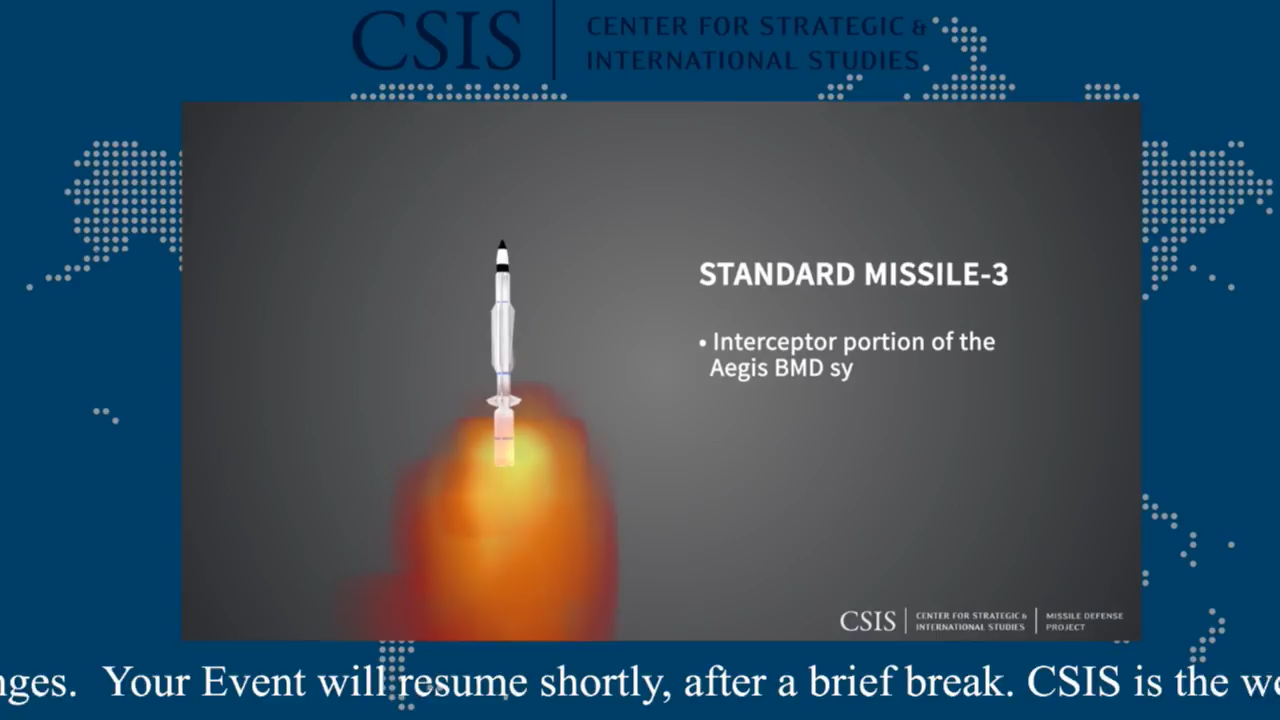 CSIS
CENTER FOR STRATEGIC &
INTERNATIONAL STUDIES
STANDARD MISSILE-3
• Interceptor portion of the
Aegis BMD sy
CSIS
CENTER FOR STRATEGIC &
INTERNATIONAL STUDIES
MISSILE DEFENSE
PROJECT
nges. Your Event will resume shortly, after a brief break. CSIS is the we